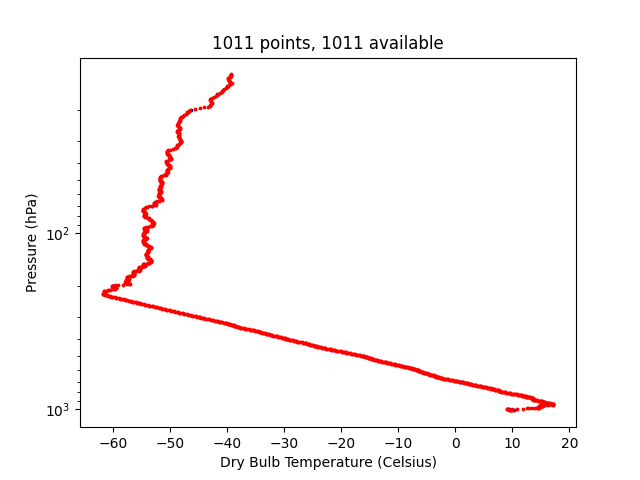 1011 points, 1011 available
Pressure (hPa)
10²
10³
−60 −50 −40 −30 −20 −10 0 10 20
Dry Bulb Temperature (Celsius)